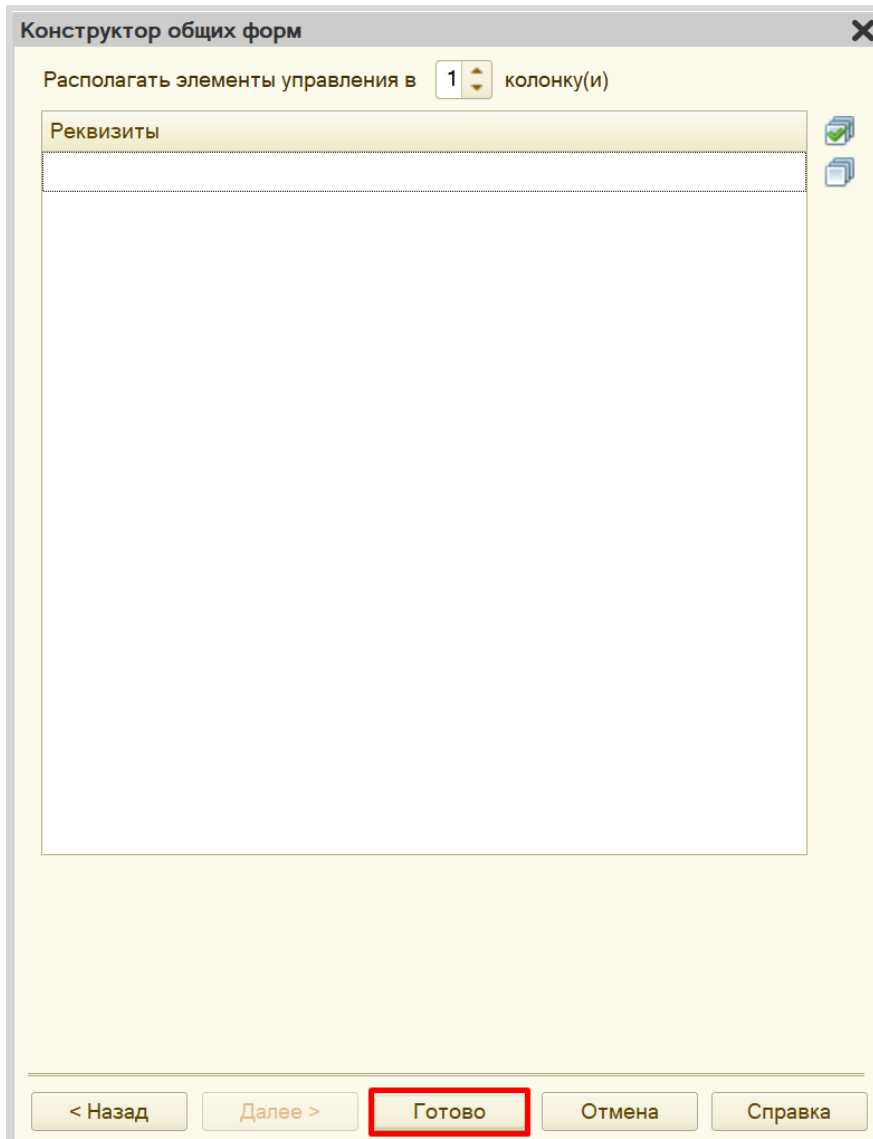 Конструктор общих форм
Располагать элементы управления в 1 колонку(и)
Реквизиты
< Назад Далее > Готово Отмена Справка